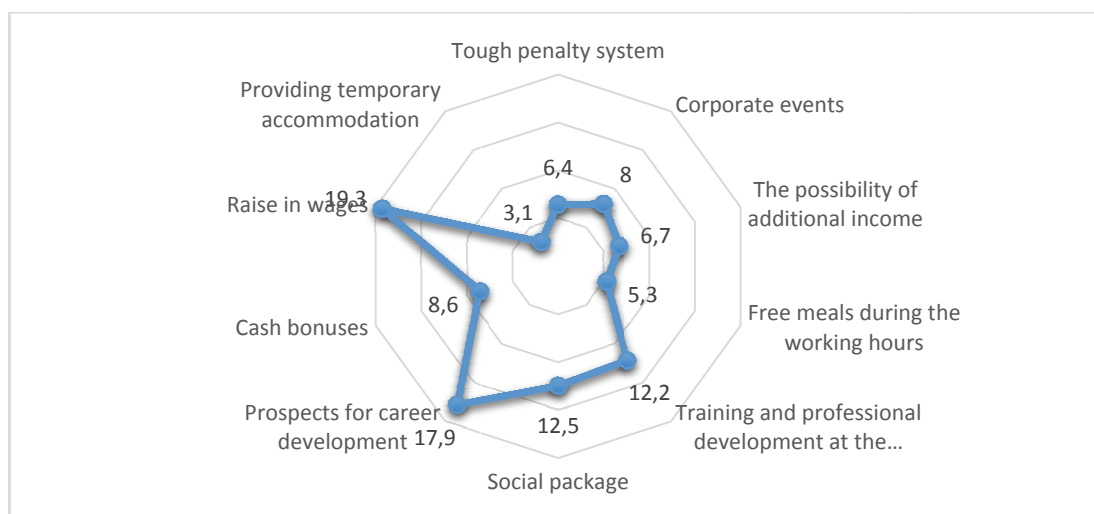 Tough penalty system
Providing temporary
accommodation
Corporate events
6,4
8
The possibility of
additional income
Raise in wages
19,3
3,1
6,7
5,3
8,6
Cash bonuses
Free meals during the
working hours
12,2
Prospects for career
development
17,9
12,5
Training and professional
development at the…
Social package